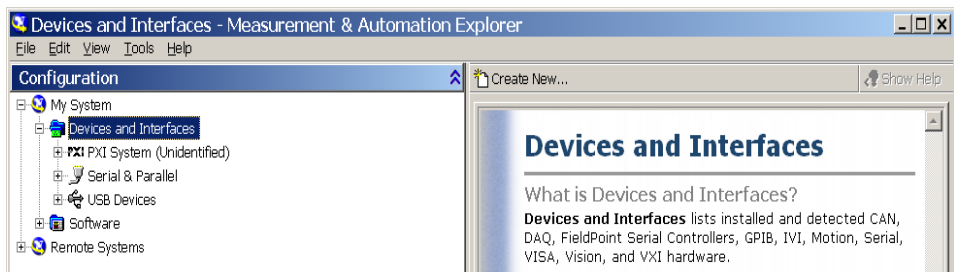 Devices and Interfaces - Measurement & Automation Explorer
File Edit View Tools Help
Configuration
Create New...
Show Help
My System
Devices and Interfaces
PXI PXI System (Unidentified)
Serial & Parallel
USB Devices
Software
Remote Systems
Devices and Interfaces
What is Devices and Interfaces?
Devices and Interfaces lists installed and detected CAN,
DAQ, FieldPoint Serial Controllers, GPIB, IVI, Motion, Serial,
VISA, Vision, and VXI hardware.